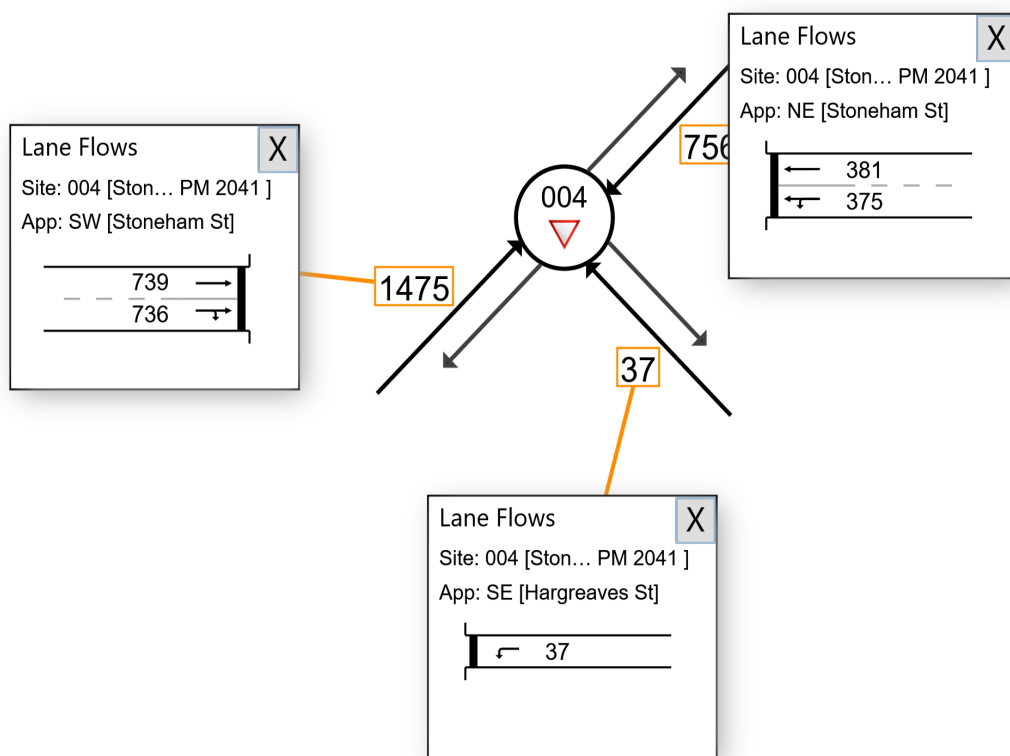 Lane Flows X
Site: 004 [Ston... PM 2041 ]
App: NE [Stoneham St]
381
375
756
004
Lane Flows X
Site: 004 [Ston... PM 2041 ]
App: SW [Stoneham St]
739
736
1475
37
Lane Flows X
Site: 004 [Ston... PM 2041 ]
App: SE [Hargreaves St]
37